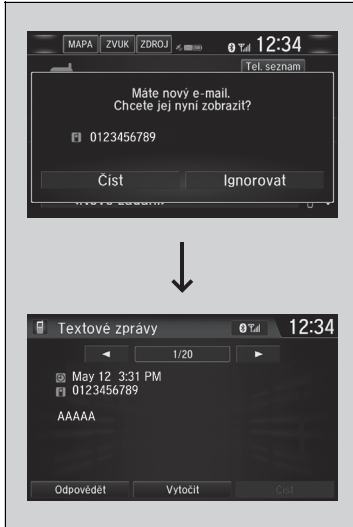 MAPA ZVUK ZDROJ 12:34
Tel. seznam
Máte nový e-mail.
Chcete jej nyní zobrazit?
0123456789
Číst Ignorovat
Textové zprávy 12:34
1/20
May 12 3:31 PM
0123456789
AAAAA
Odpovědět Vytočit Číst